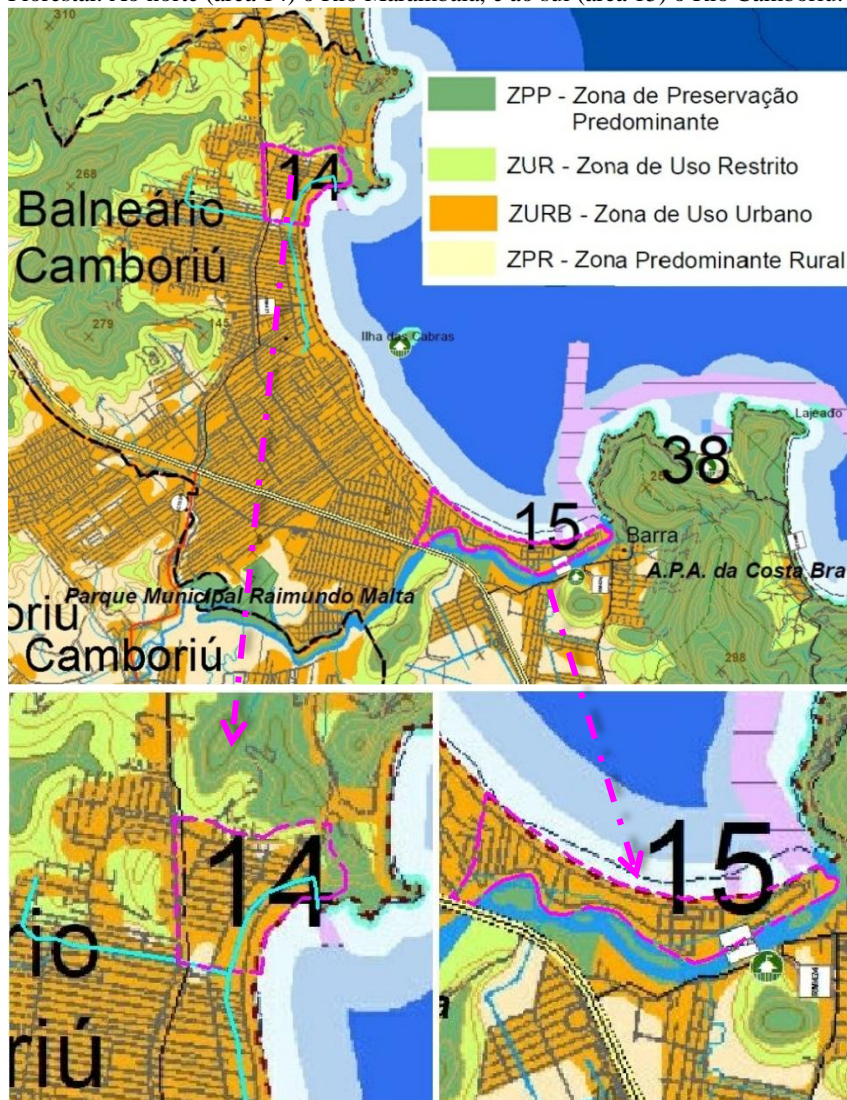 Florestal. Ao norte (área 14) o Rio Marambaia, e ao sul (área 15) o Rio Camboriú.
310
99
ZPP - Zona de Preservação
Predominante
ZUR - Zona de Uso Restrito
ZURB - Zona de Uso Urbano
ZPR - Zona Predominante Rural
268
14
Balneário
Camboriú
279
145
Ilha das Cabras
Lajeado
38
15
Barra
A.P.A. da Costa Bra
Parque Municipal Raimundo Malta
oriú
Camboriú
298
14
io
riú
15
a